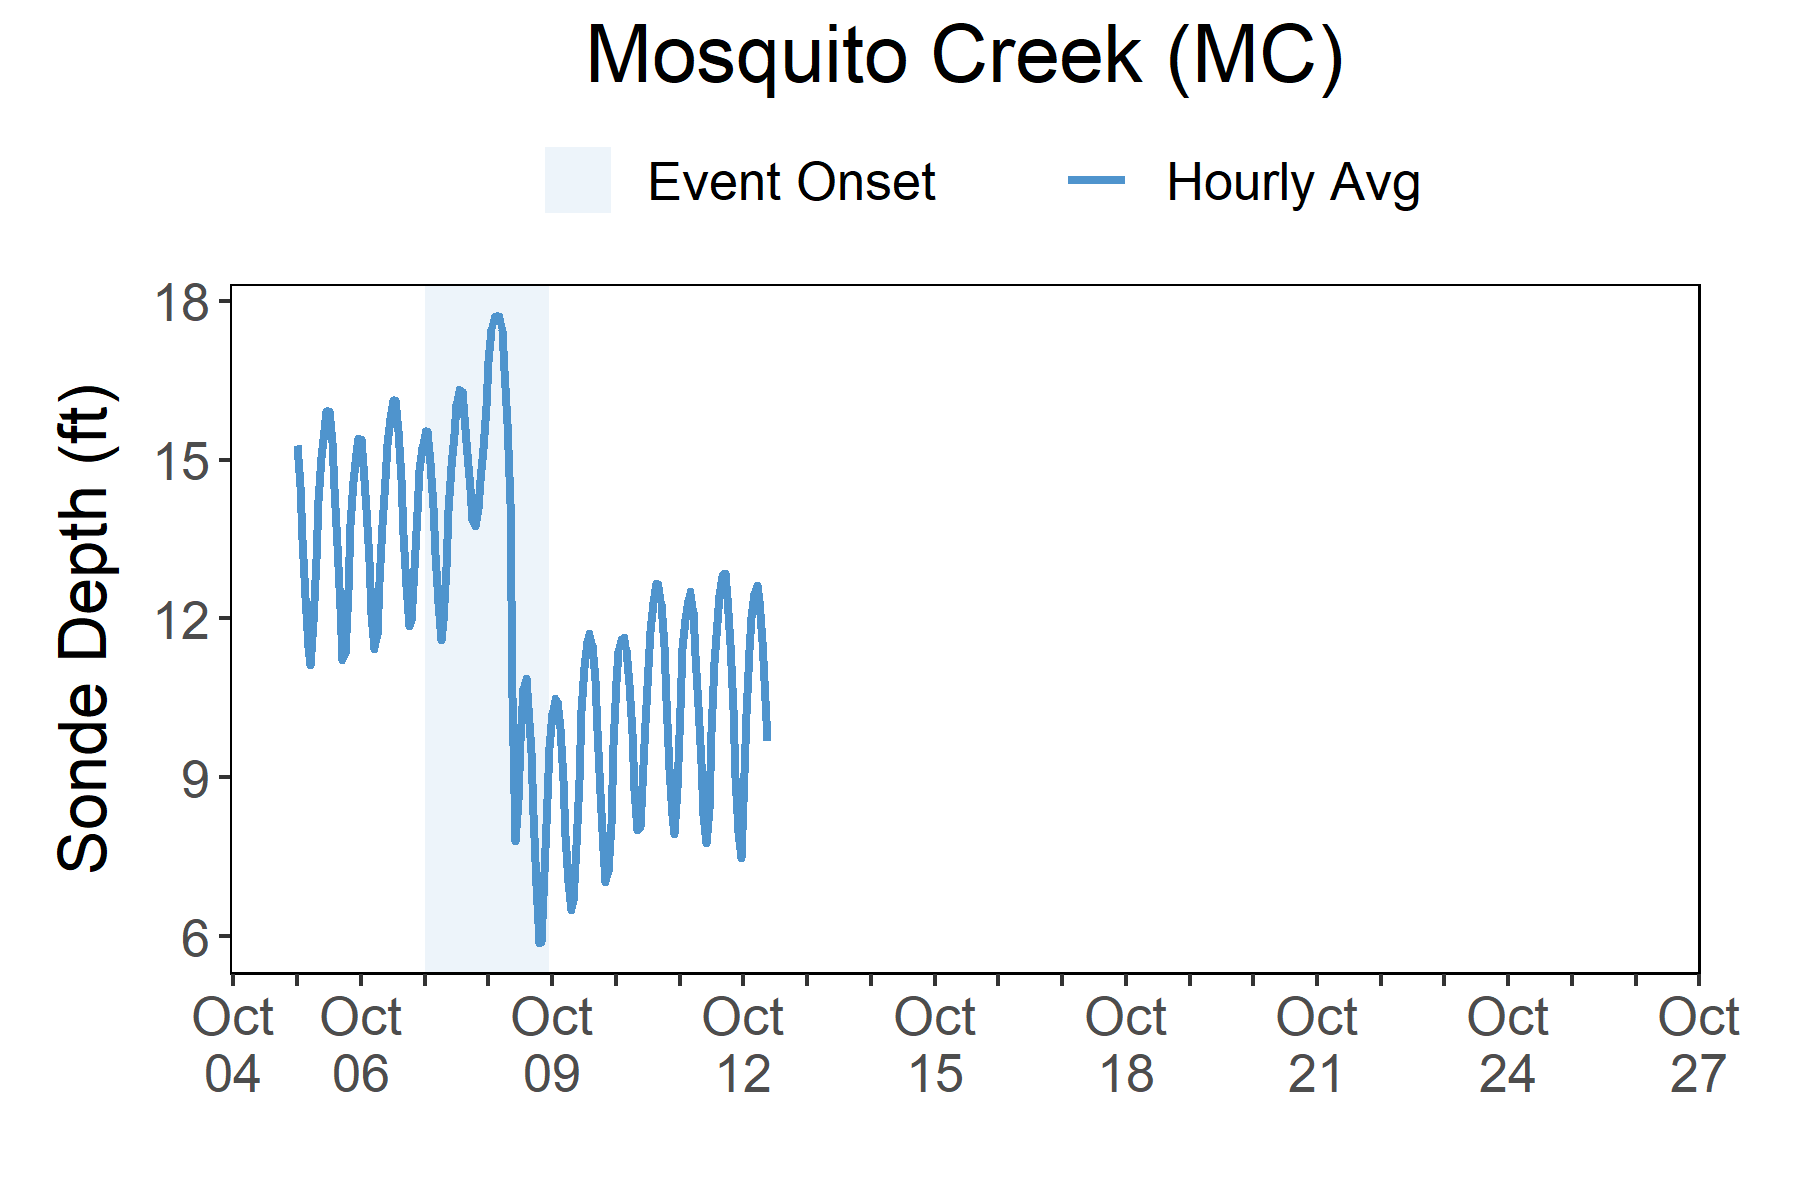 Mosquito Creek (MC)
Event Onset
Hourly Avg
Sonde Depth (ft)
18
15
12
9
6
Oct 04
Oct 06
Oct 09
Oct 12
Oct 15
Oct 18
Oct 21
Oct 24
Oct 27